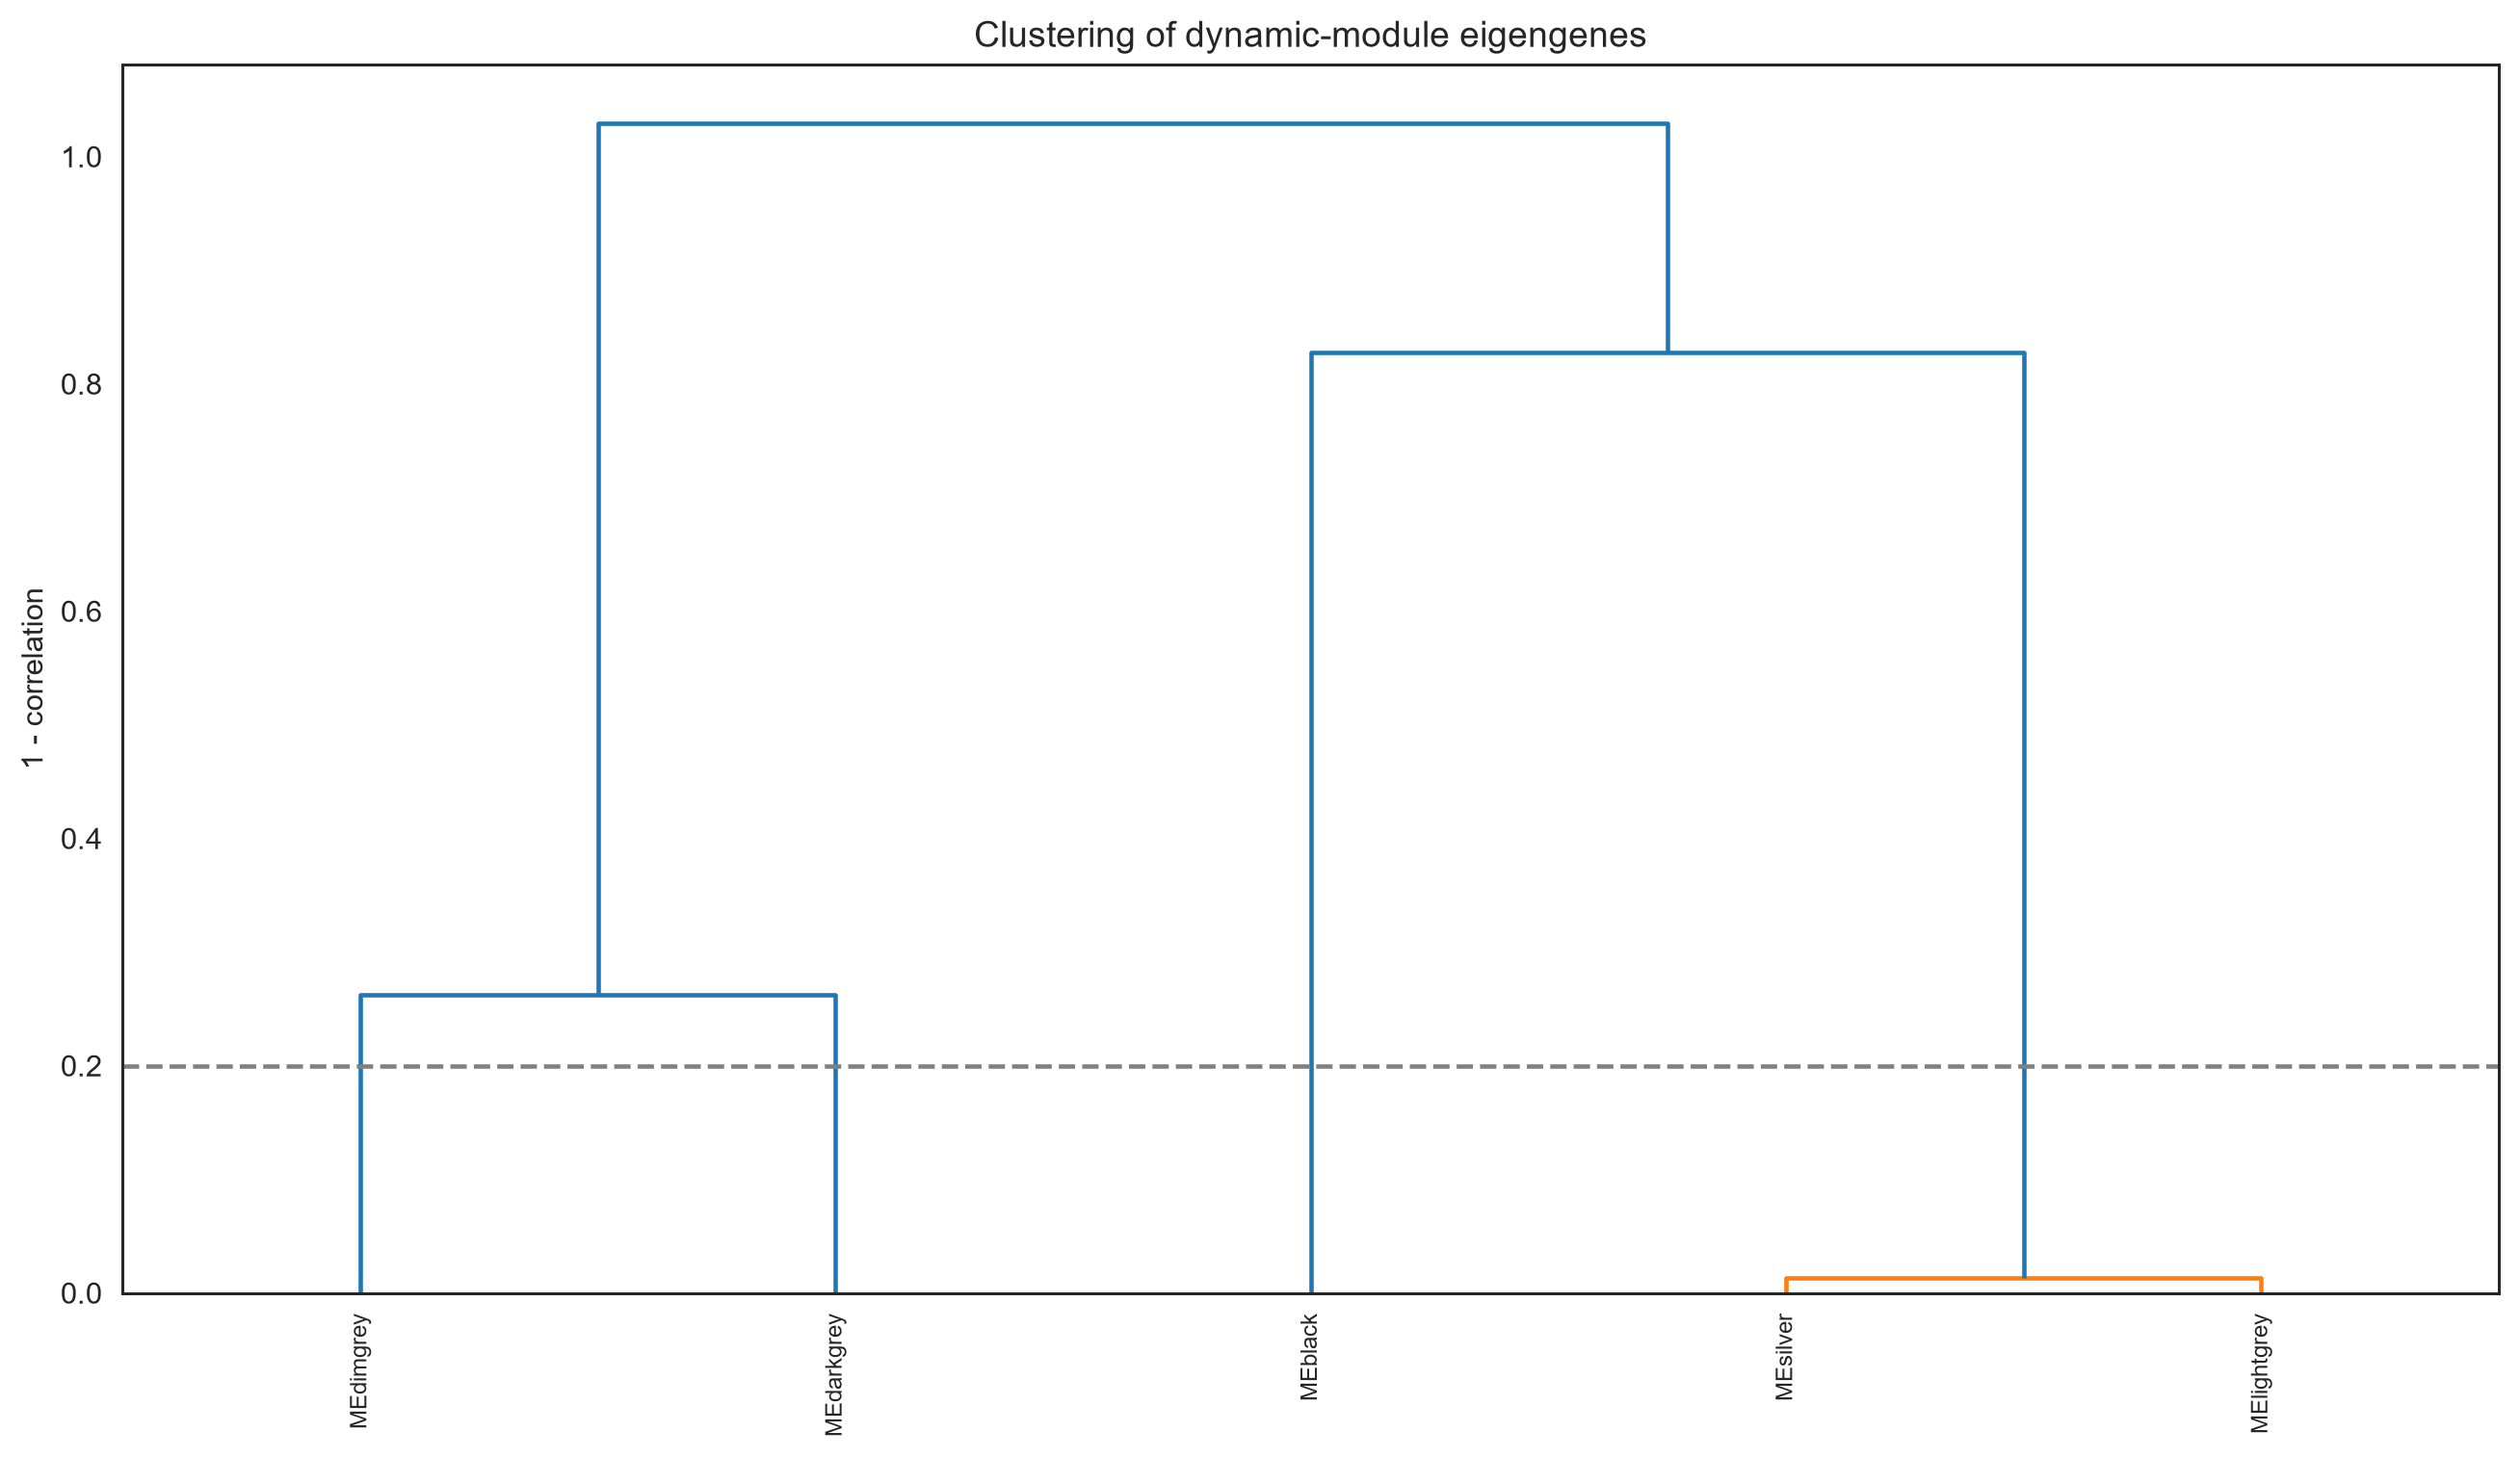 Clustering of dynamic-module eigengenes
1 - correlation
1.0
0.8
0.6
0.4
0.2
0.0
MEdimgrey
MEdarkgrey
MEblack
MEsilver
MElightgrey